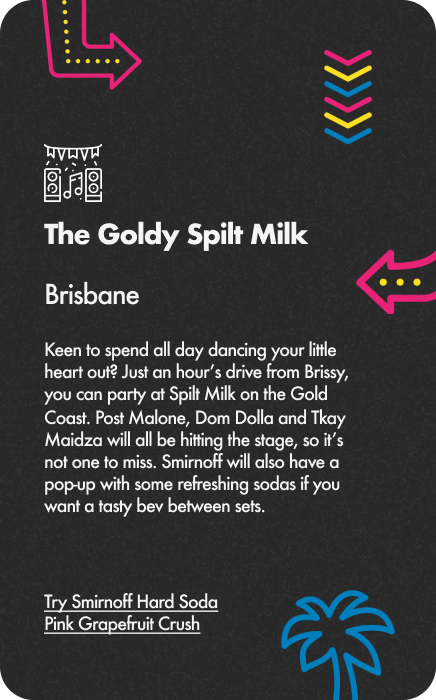 The Goldy Spilt Milk
Brisbane
Keen to spend all day dancing your little
heart out? Just an hour’s drive from Brissy,
you can party at Spilt Milk on the Gold
Coast. Post Malone, Dom Dolla and Tkay
Maidza will all be hitting the stage, so it’s
not one to miss. Smirnoff will also have a
pop-up with some refreshing sodas if you
want a tasty bev between sets.
Try Smirnoff Hard Soda
Pink Grapefruit Crush